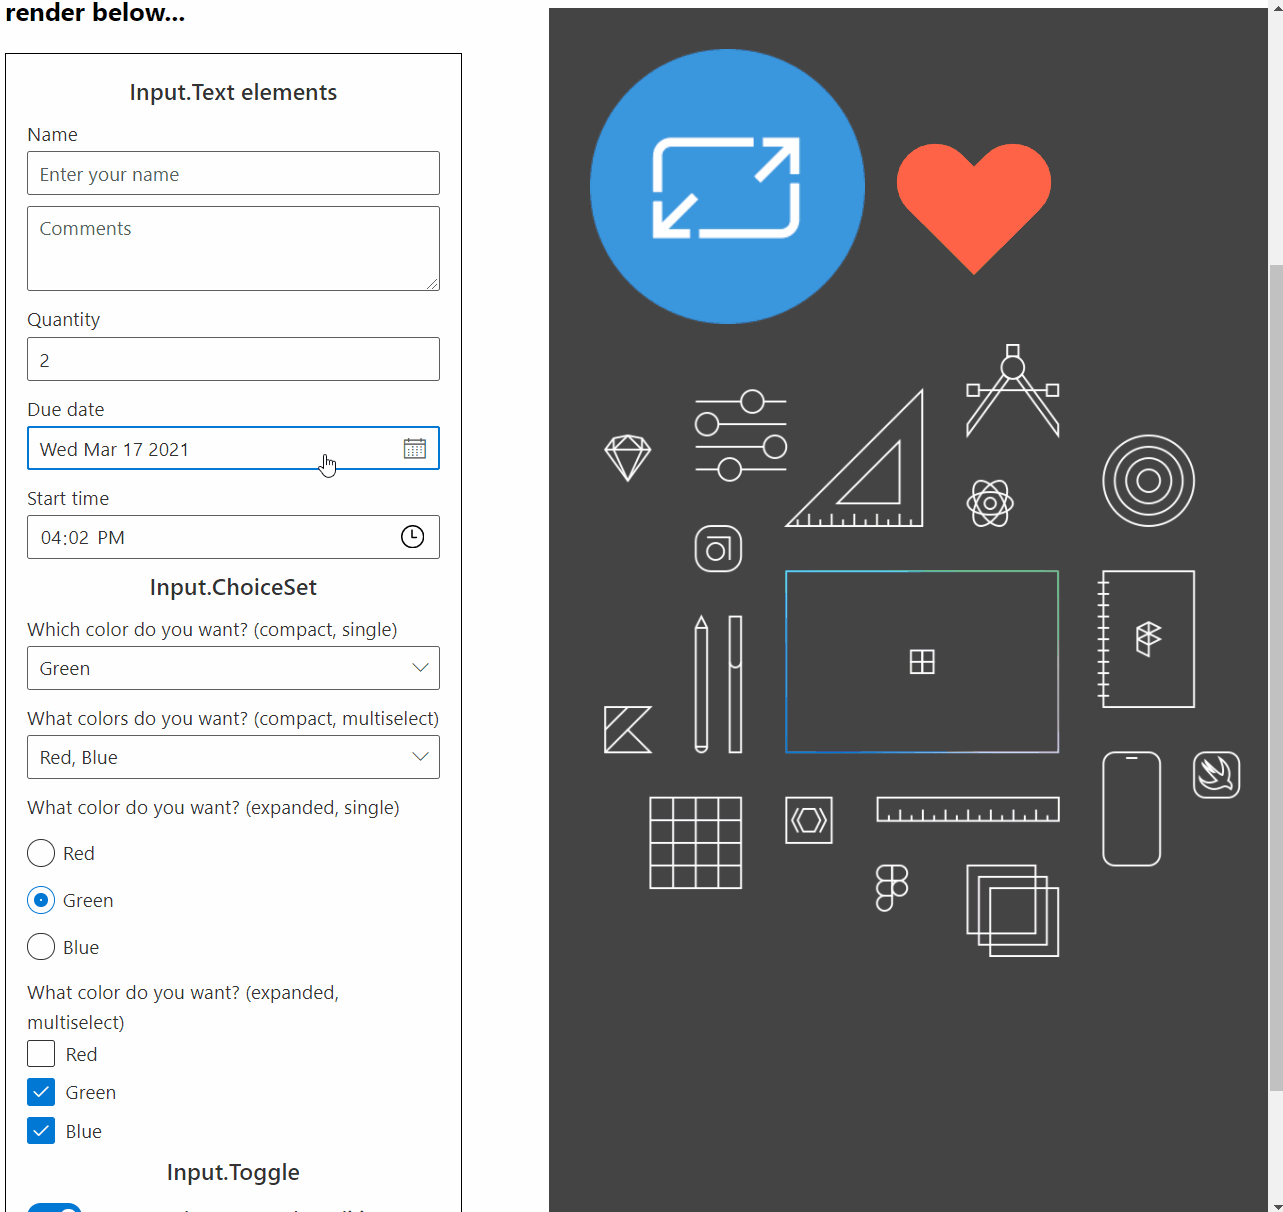 render below...
Input.Text elements
Name
Enter your name
Comments
Quantity
2
Due date
Wed Mar 17 2021
Start time
04:02 PM
Input.ChoiceSet
Which color do you want? (compact, single)
Green
What colors do you want? (compact, multiselect)
Red, Blue
What color do you want? (expanded, single)
Red
Green
Blue
What color do you want? (expanded,
multiselect)
Red
Green
Blue
Input.Toggle